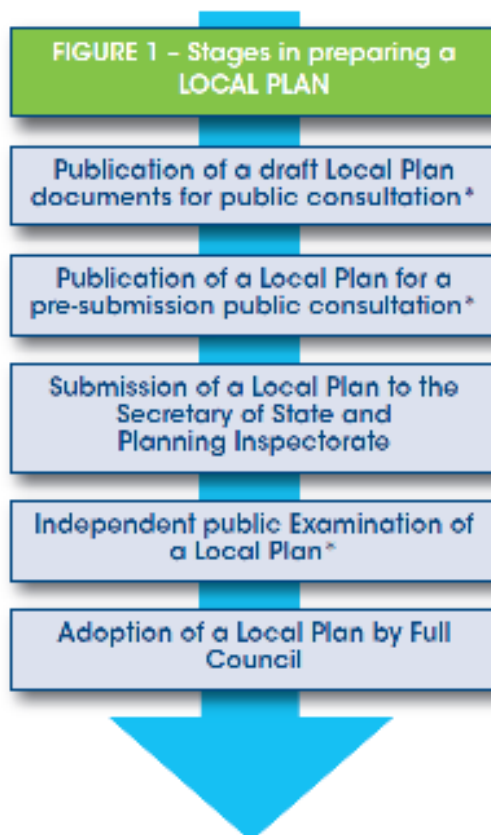 FIGURE 1 – Stages in preparing a
LOCAL PLAN
Publication of a draft Local Plan
documents for public consultation*
Publication of a Local Plan for a
pre-submission public consultation*
Submission of a Local Plan to the
Secretary of State and
Planning Inspectorate
Independent public Examination of
a Local Plan*
Adoption of a Local Plan by Full
Council